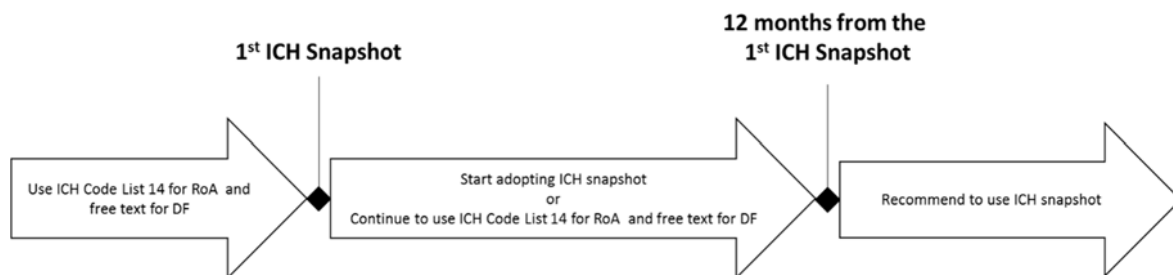 12 months from the
1st ICH Snapshot
1st ICH Snapshot
Use ICH Code List 14 for RoA and
free text for DF
Start adopting ICH snapshot
or
Continue to use ICH Code List 14 for RoA and free text for DF
Recommend to use ICH snapshot